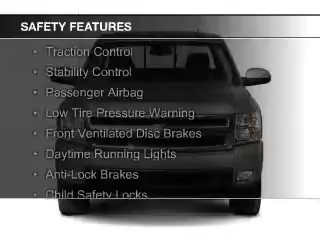 SAFETY FEATURES
• Traction Control
• Stability Control
• Passenger Airbag
• Low Tire Pressure Warning
• Front Ventilated Disc Brakes
• Daytime Running Lights
• Anti-Lock Brakes
• Child Safety Locks